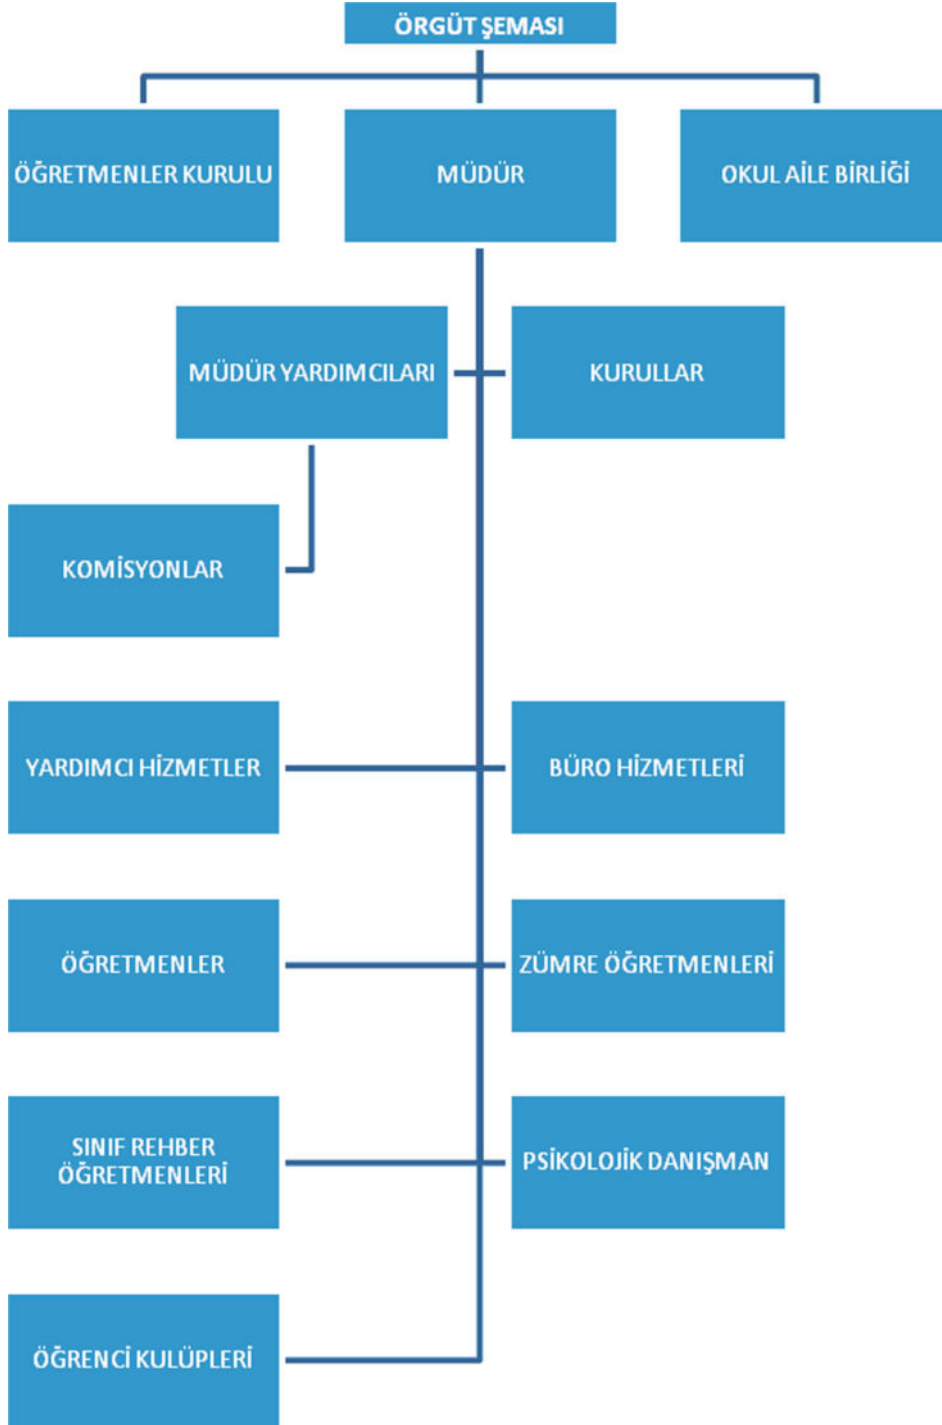 ÖRGÜT ŞEMASI
ÖĞRETMENLER KURULU
MÜDÜR
OKUL AİLE BİRLİĞİ
MÜDÜR YARDIMCILARI
KURULLAR
KOMİSYONLAR
YARDIMCI HİZMETLER
BÜRO HİZMETLERİ
ÖĞRETMENLER
ZÜMRE ÖĞRETMENLERİ
SINIF REHBER
ÖĞRETMENLERİ
PSİKOLOJİK DANIŞMAN
ÖĞRENCİ KULÜPLERİ